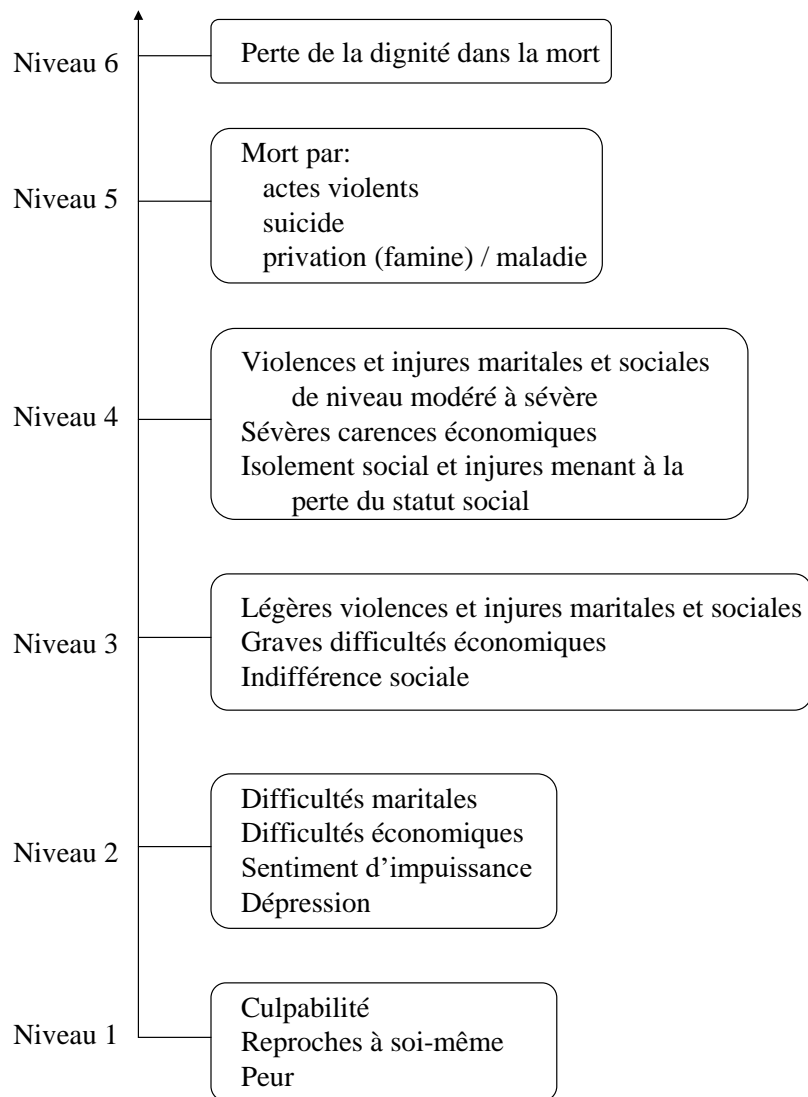 Niveau 6
Perte de la dignité dans la mort
Niveau 5
Mort par:
actes violents
suicide
privation (famine) / maladie
Niveau 4
Violences et injures maritales et sociales
de niveau modéré à sévère
Sévères carences économiques
Isolement social et injures menant à la
perte du statut social
Niveau 3
Légères violences et injures maritales et sociales
Graves difficultés économiques
Indifférence sociale
Niveau 2
Difficultés maritales
Difficultés économiques
Sentiment d’impuissance
Dépression
Niveau 1
Culpabilité
Reproches à soi-même
Peur